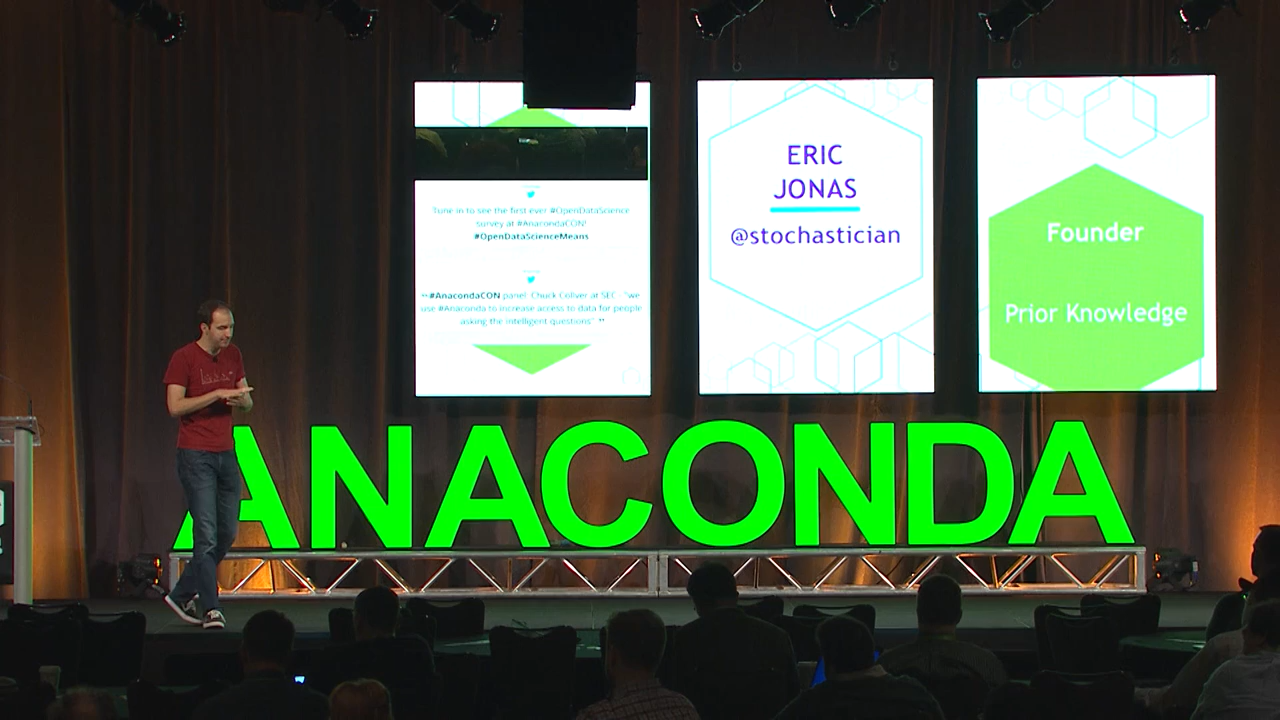 Tune in to see the first ever #OpenDataScience
survey at #AnacondaCON!
#OpenDataScienceMeans
#AnacondaCON panel: Chuck Collver at SEC: "we
use #Anaconda to increase access to data for people
asking the intelligent questions"
ERIC
JONAS
@stochastician
Founder
Prior Knowledge
ANACONDA